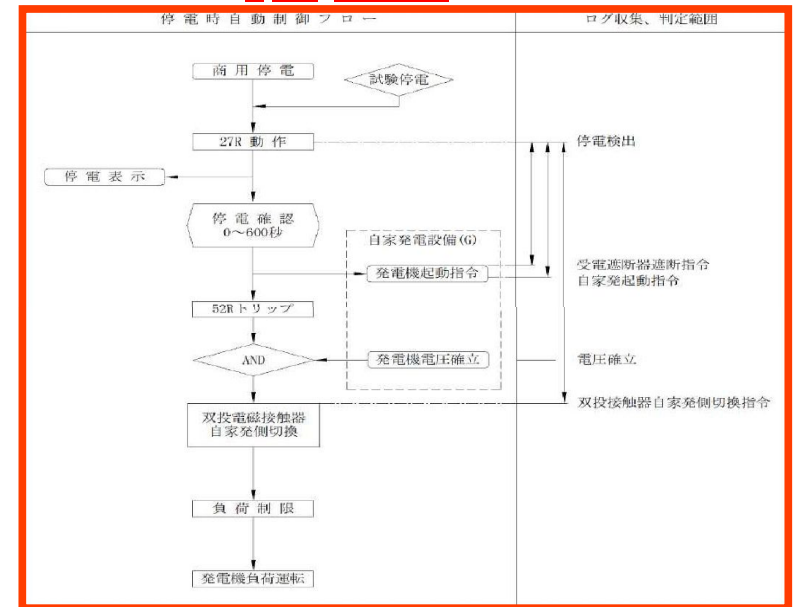 停電時自動制御フロー
ログ収集、判定範囲
商用停電
試験停電
27R 動作
停電検出
停電表示
停電確認
0～600秒
自家発電設備(G)
発電機起動指令
受電遮断器遮断指令
自家発起動指令
52Rトリップ
AND
発電機電圧確立
電圧確立
双投電磁接触器
自家発側切換
双投接触器自家発側切換指令
負荷制限
発電機負荷運転